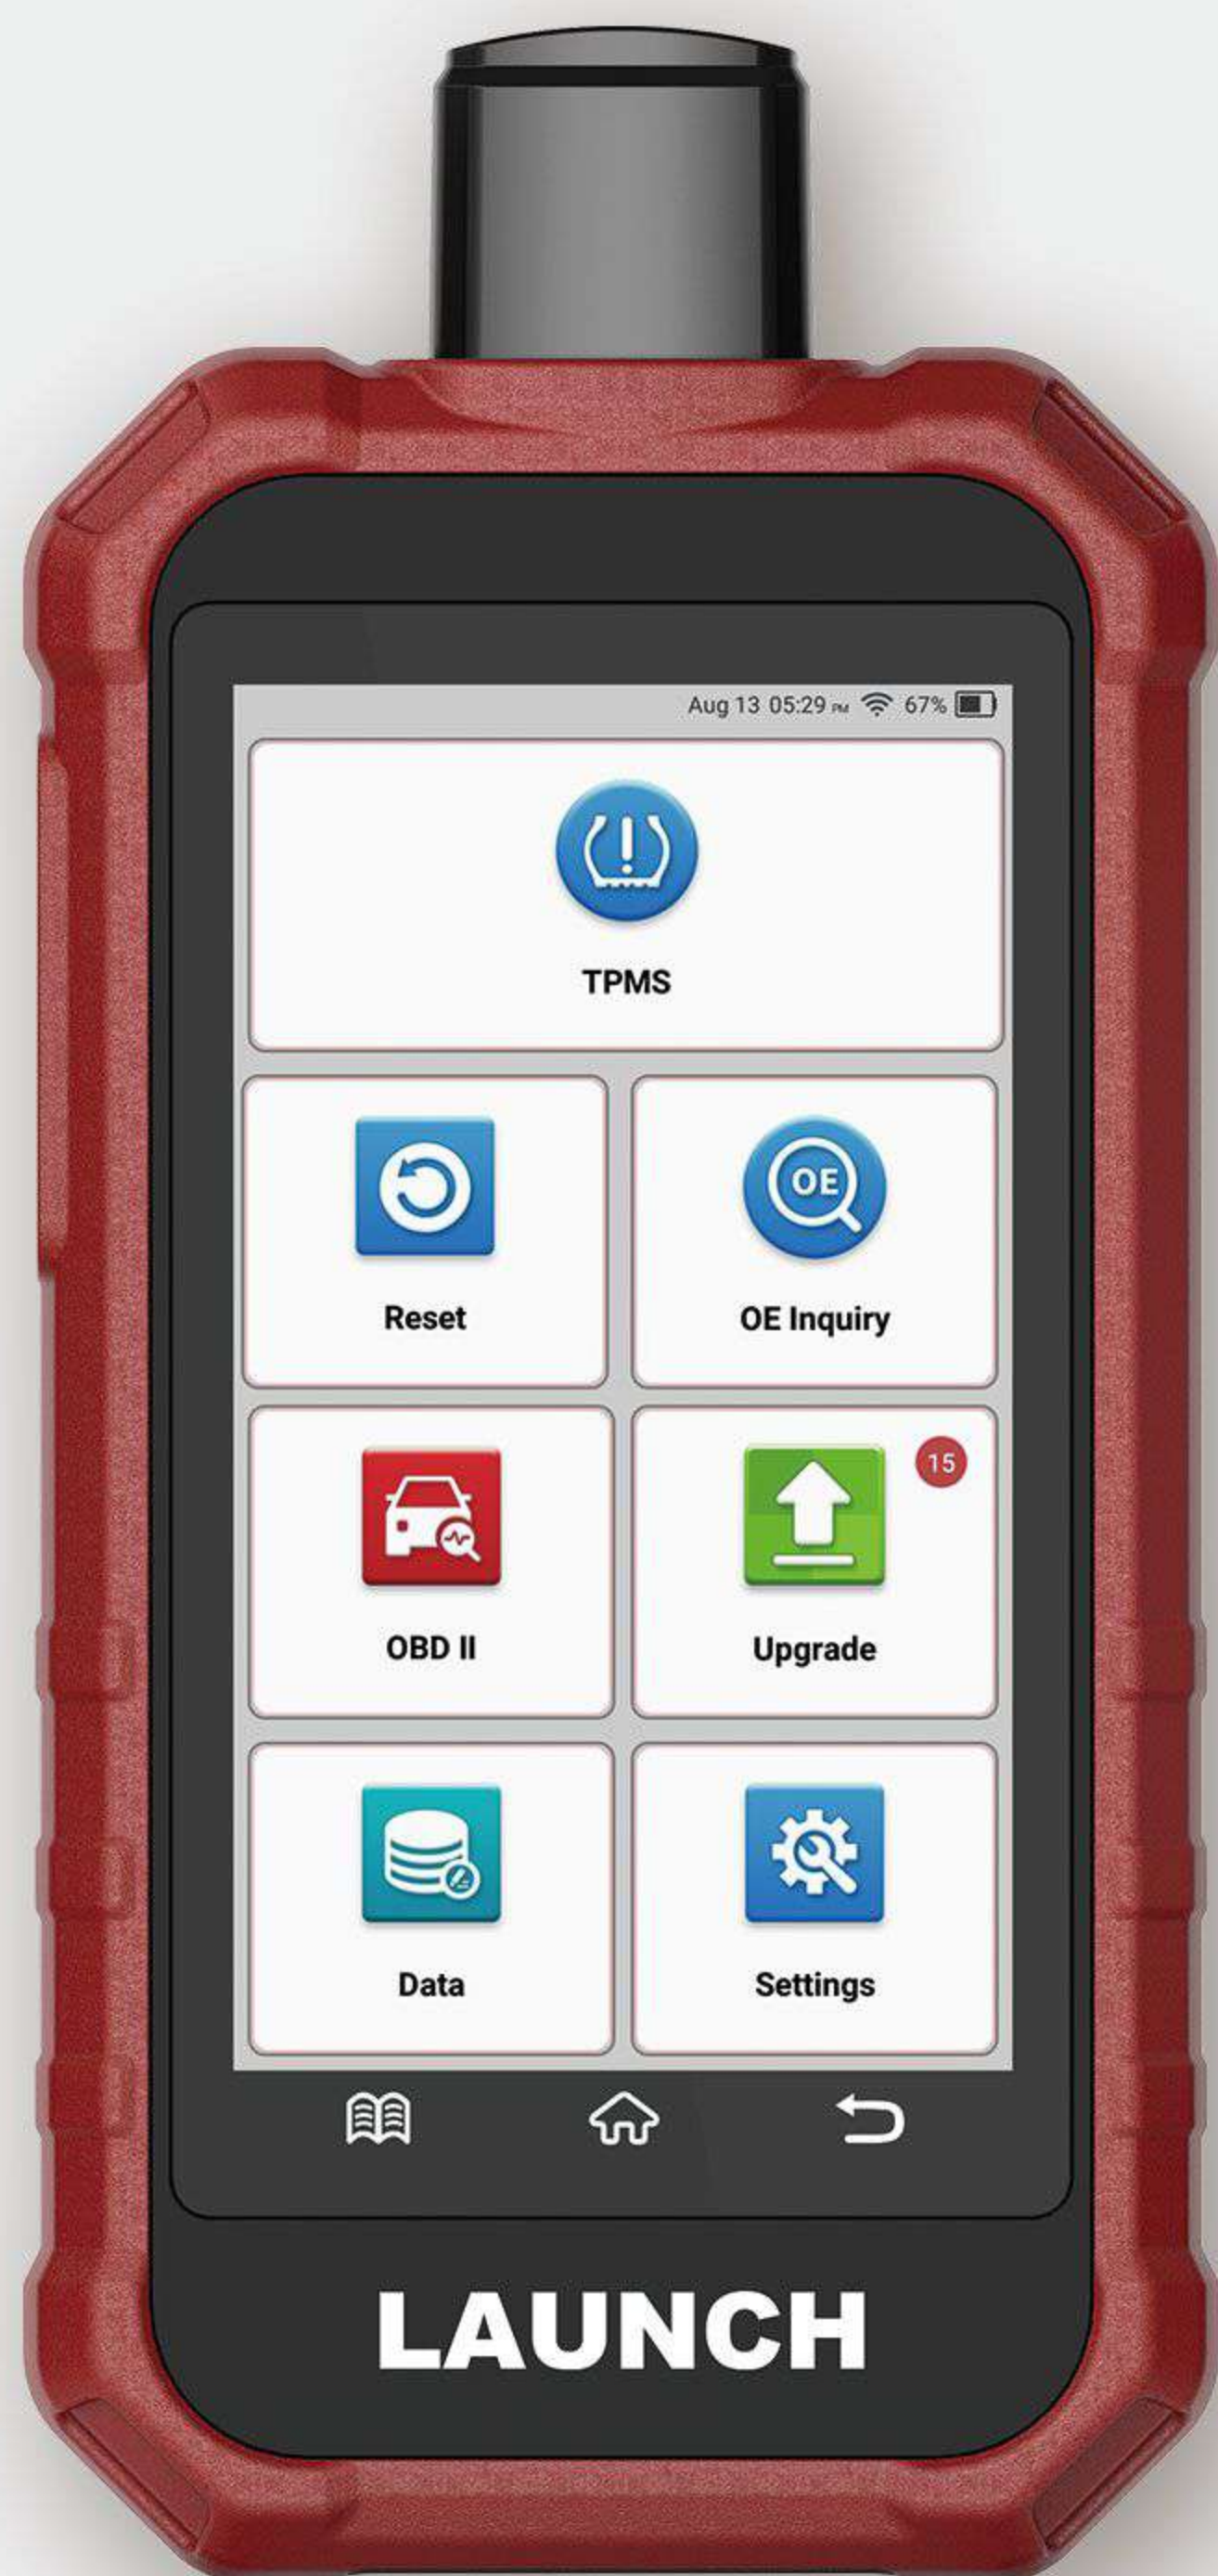 Aug 13 05:29 PM 67%
TPMS
Reset
OE
OE Inquiry
15
OBD II
Upgrade
Data
Settings
LAUNCH